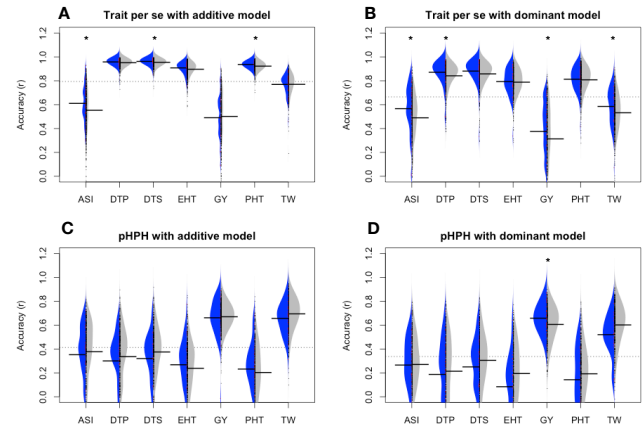 A Trait per se with additive model
Accuracy (r)
1.2
1.0
0.8
0.6
0.4
0.2
0.0
* * *
ASI DTP DTS EHT GY PHT TW
B Trait per se with dominant model
Accuracy (r)
1.2
1.0
0.8
0.6
0.4
0.2
0.0
* * * *
ASI DTP DTS EHT GY PHT TW
C pHPH with additive model
Accuracy (r)
1.2
1.0
0.8
0.6
0.4
0.2
0.0
ASI DTP DTS EHT GY PHT TW
D pHPH with dominant model
Accuracy (r)
1.2
1.0
0.8
0.6
0.4
0.2
0.0
*
ASI DTP DTS EHT GY PHT TW